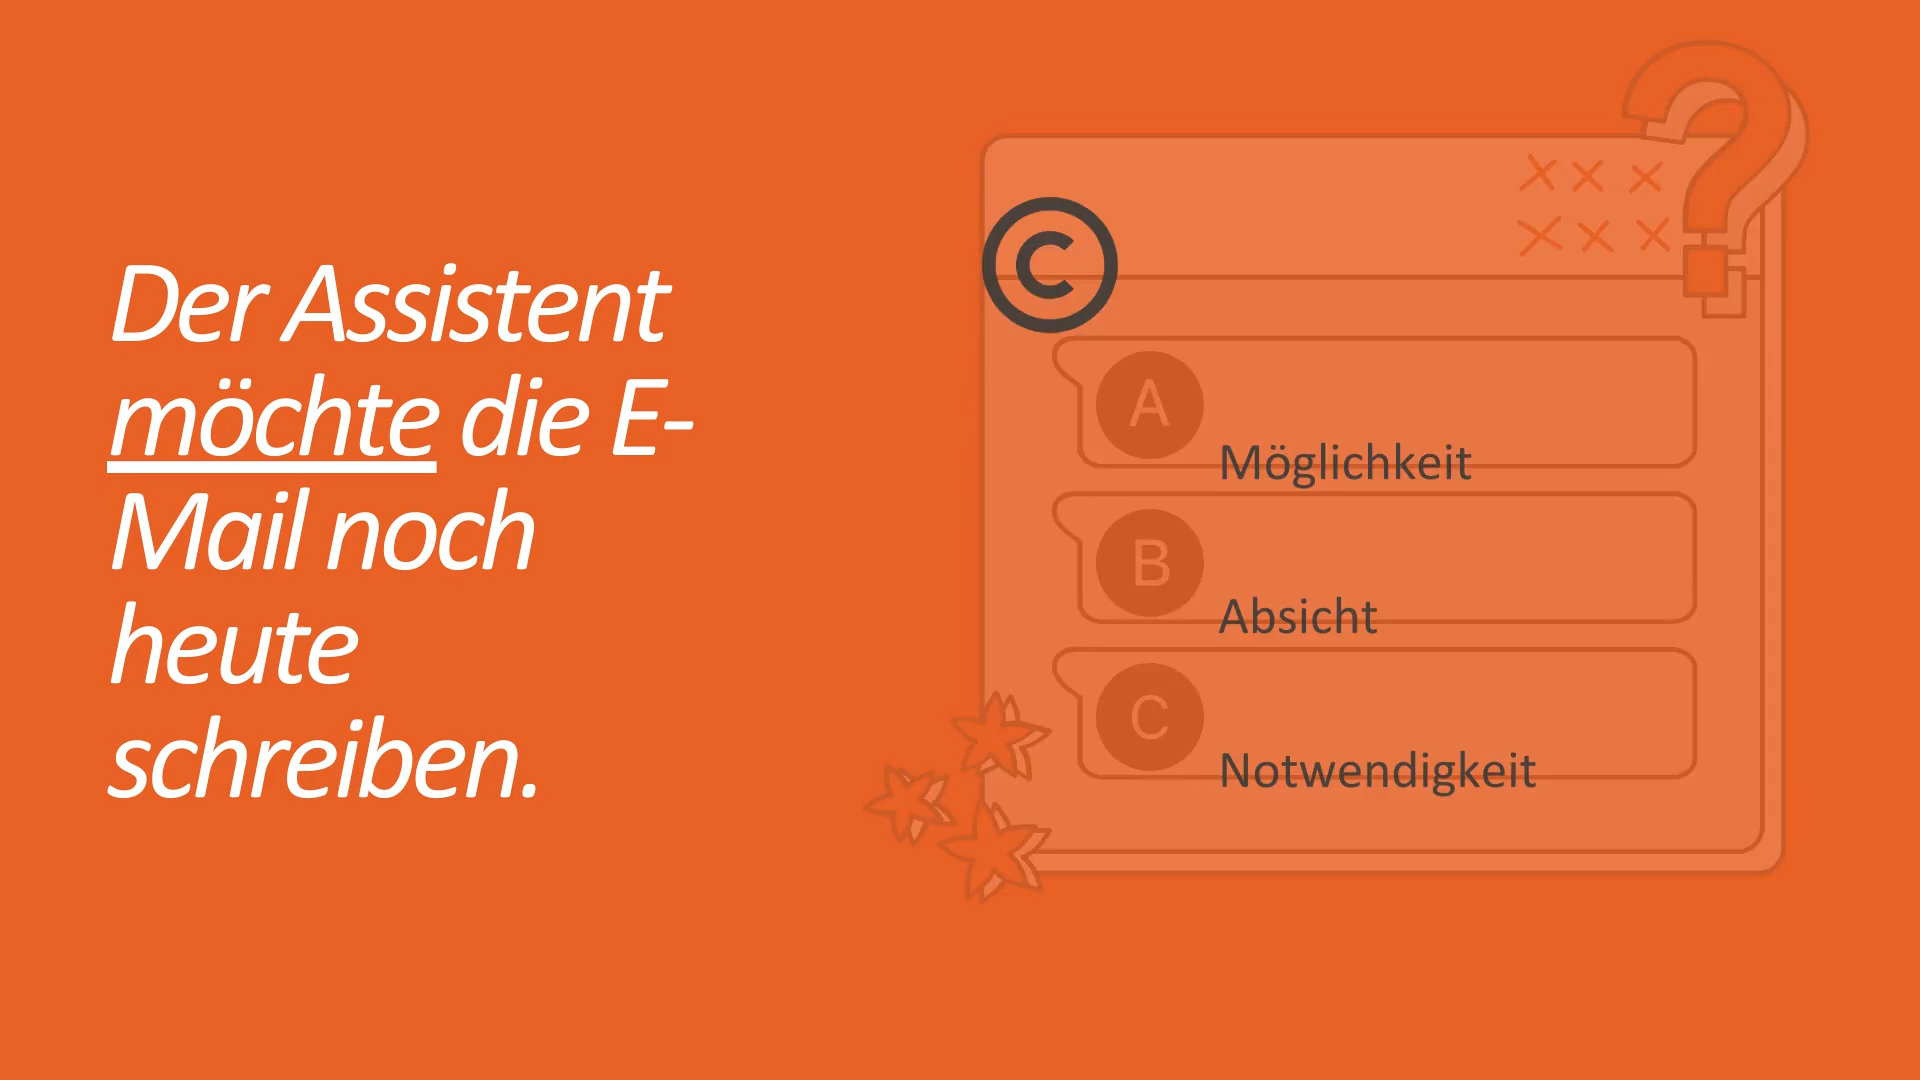 Der Assistent
möchte die E-
Mail noch
heute
schreiben.
©
A
Möglichkeit
B
Absicht
C
Notwendigkeit